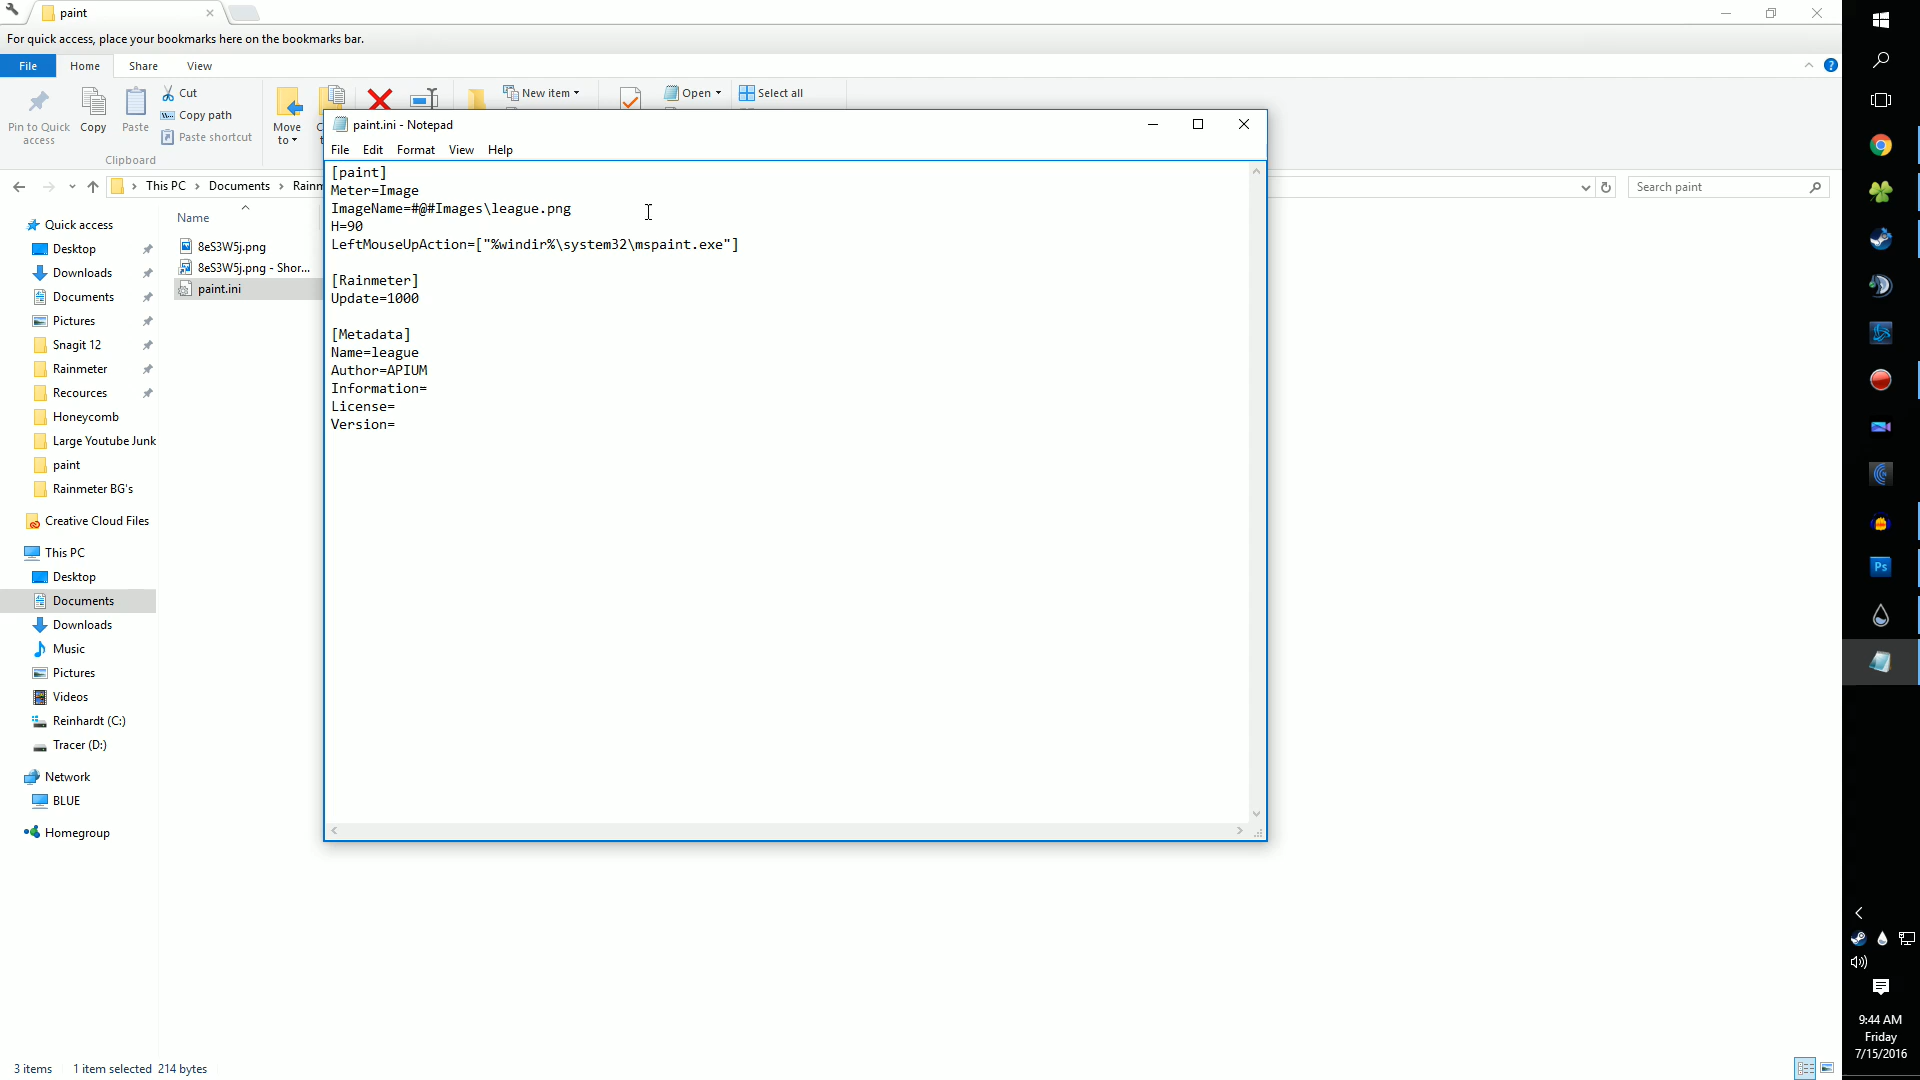 paint
For quick access, place your bookmarks here on the bookmarks bar.
File Home Share View
Pin to Quick access
Copy
Paste
Cut
Copy path
Paste shortcut
Clipboard
Move to
New item
Open
Select all
This PC > Documents >
Search paint
Quick access
Desktop
Downloads
Documents
Pictures
Snagit 12
Rainmeter
Recources
Honeycomb
Large Youtube Junk
paint
Rainmeter BG's
Creative Cloud Files
This PC
Desktop
Documents
Downloads
Music
Pictures
Videos
Reinhardt (C:)
Tracer (D:)
Network
BLUE
Homegroup
Name
8eS3W5j.png
8eS3W5j.png - Shor...
paint.ini
paint.ini - Notepad
File Edit Format View Help
[paint]
Meter=Image
ImageName=#@#Images\league.png
H=90
LeftMouseUpAction=["%windir%\system32\mspaint.exe"]
[Rainmeter]
Update=1000
[Metadata]
Name=league
Author=APIUM
Information=
License=
Version=
3 items 1 item selected 214 bytes
Ps
9:44 AM
Friday
7/15/2016